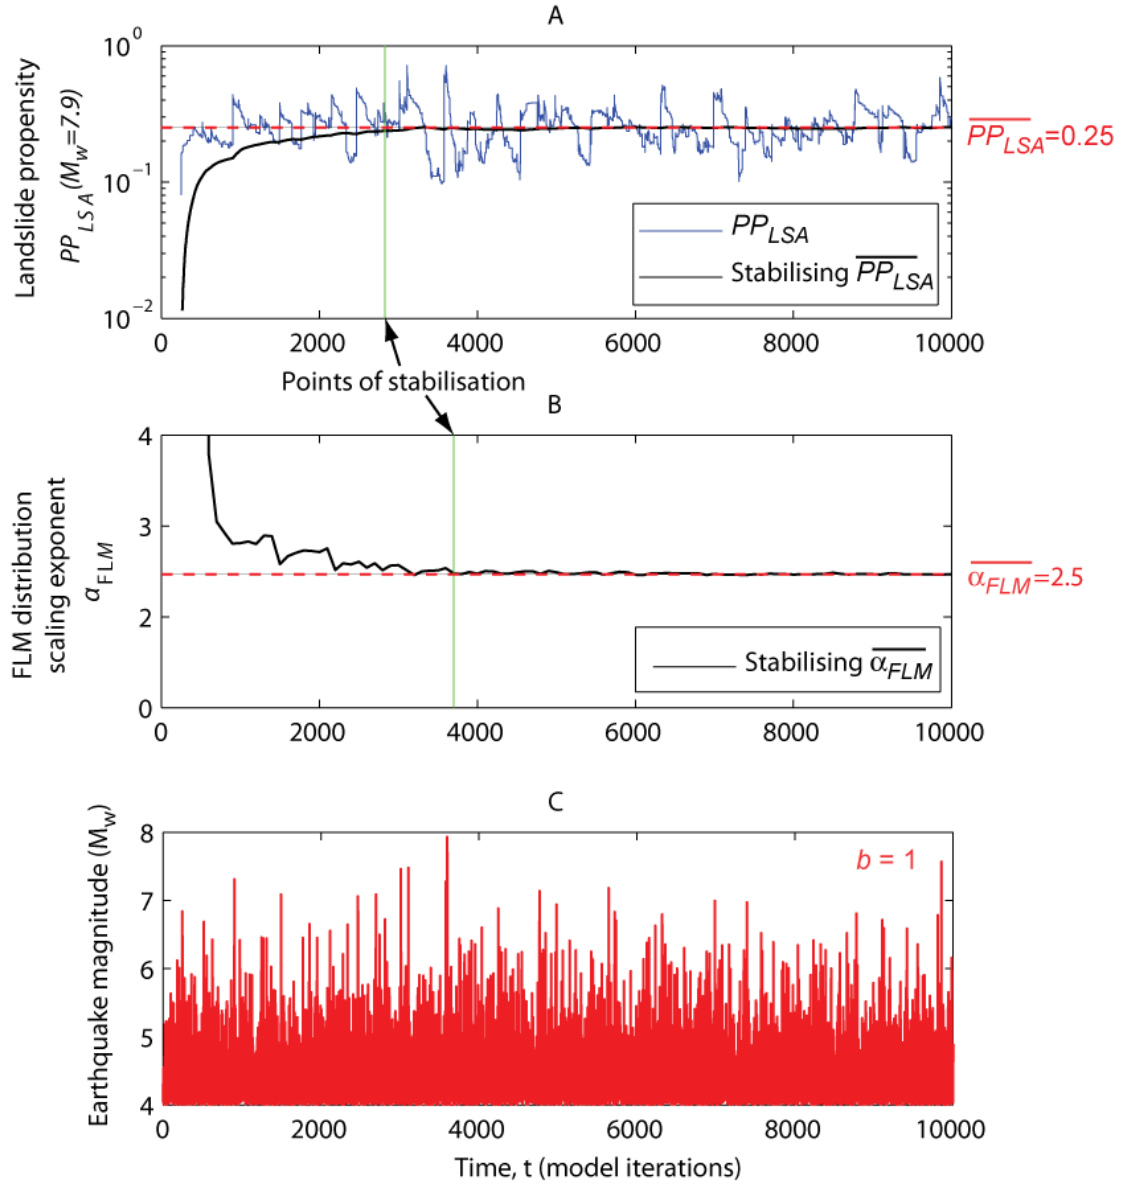 A
Landslide propensity
PP_LSA (M_w=7.9)
10^0
10^-1
10^-2
PP_LSA
Stabilising PP_LSA
PP_LSA=0.25
0 2000 4000 6000 8000 10000
Points of stabilisation
B
FLM distribution
scaling exponent
α_FLM
4
3
2
0
Stabilising α_FLM
α_FLM=2.5
0 2000 4000 6000 8000 10000
C
Earthquake magnitude (M_w)
8
7
6
5
4
b = 1
0 2000 4000 6000 8000 10000
Time, t (model iterations)